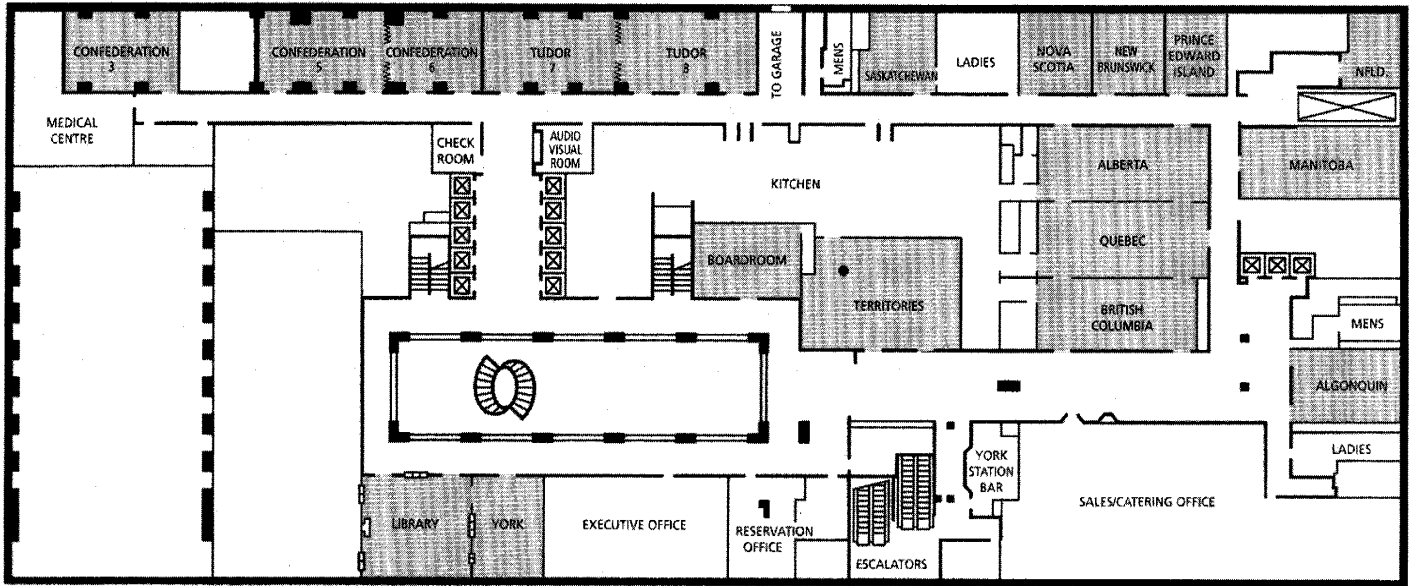 CONFEDERATION
3
CONFEDERATION
5
CONFEDERATION
6
TUDOR
7
TUDOR
8
TO GARAGE
MENS
SASKATCHEWAN
LADIES
NOVA
SCOTIA
NEW
BRUNSWICK
PRINCE
EDWARD
ISLAND
NFLD.
MEDICAL
CENTRE
CHECK
ROOM
AUDIO
VISUAL
ROOM
KITCHEN
ALBERTA
MANITOBA
BOARDROOM
QUEBEC
TERRITORIES
BRITISH
COLUMBIA
MENS
ALGONQUIN
LADIES
YORK
STATION
BAR
SALES/CATERING OFFICE
LIBRARY
YORK
EXECUTIVE OFFICE
RESERVATION
OFFICE
ESCALATORS